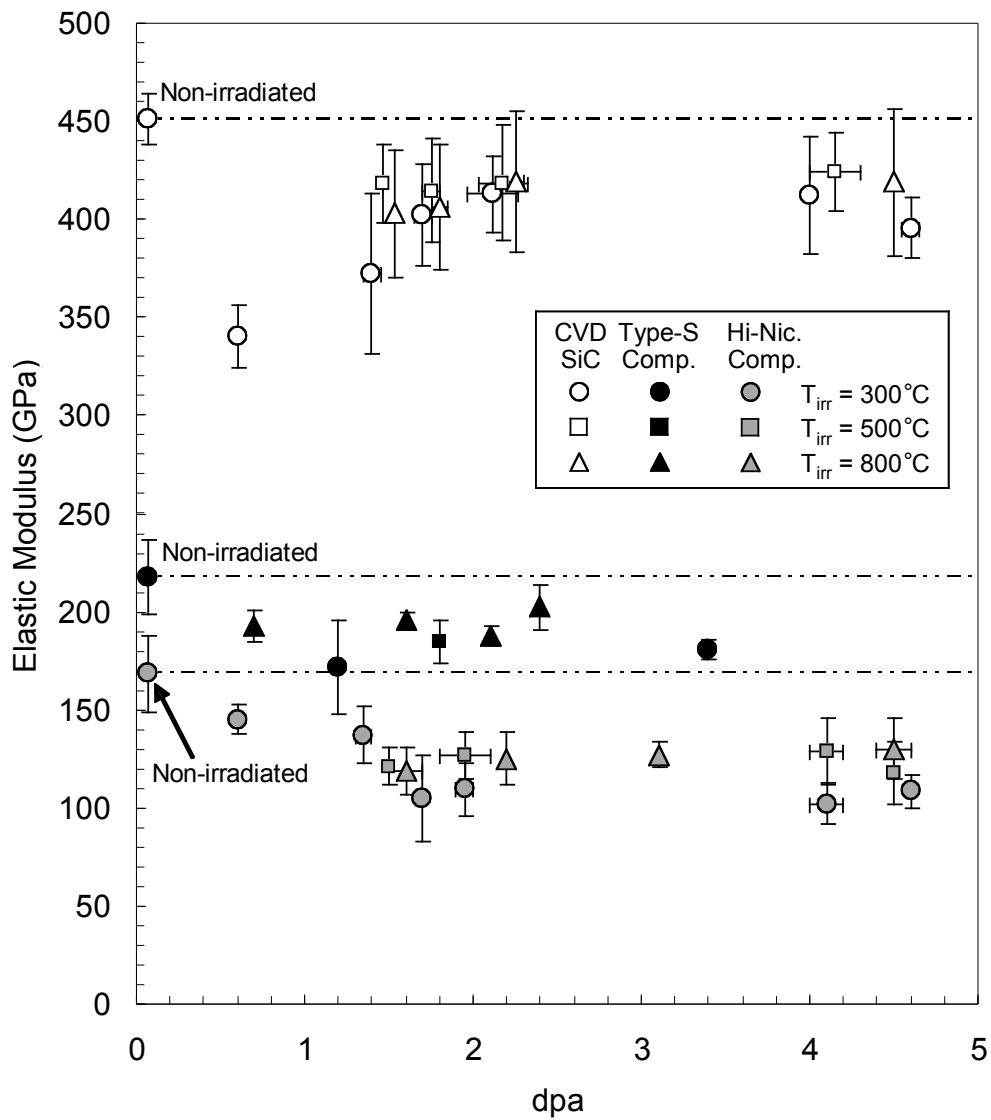 Elastic Modulus (GPa)
500
450
400
350
300
250
200
150
100
50
0
Non-irradiated
CVD SiC
Type-S Comp.
Hi-Nic. Comp.
T_irr = 300°C
T_irr = 500°C
T_irr = 800°C
Non-irradiated
Non-irradiated
0 1 2 3 4 5
dpa